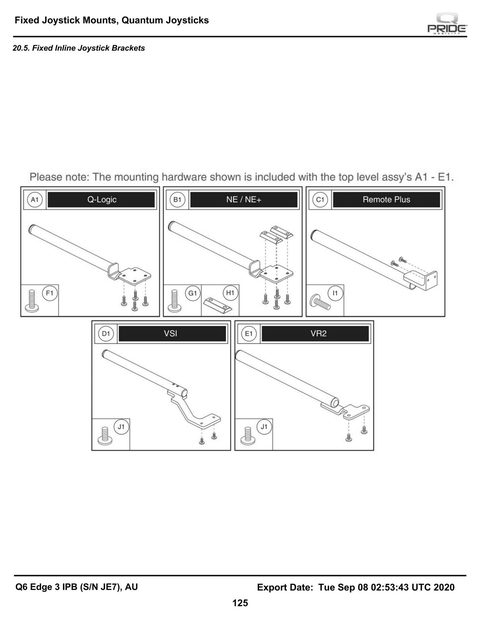 Fixed Joystick Mounts, Quantum Joysticks
PRIDE
20.5. Fixed Inline Joystick Brackets
Please note: The mounting hardware shown is included with the top level assy's A1 - E1.
A1 Q-Logic
B1 NE / NE+
C1 Remote Plus
F1
G1 H1
I1
D1 VSI
E1 VR2
J1
J1
Q6 Edge 3 IPB (S/N JE7), AU
Export Date: Tue Sep 08 02:53:43 UTC 2020
125